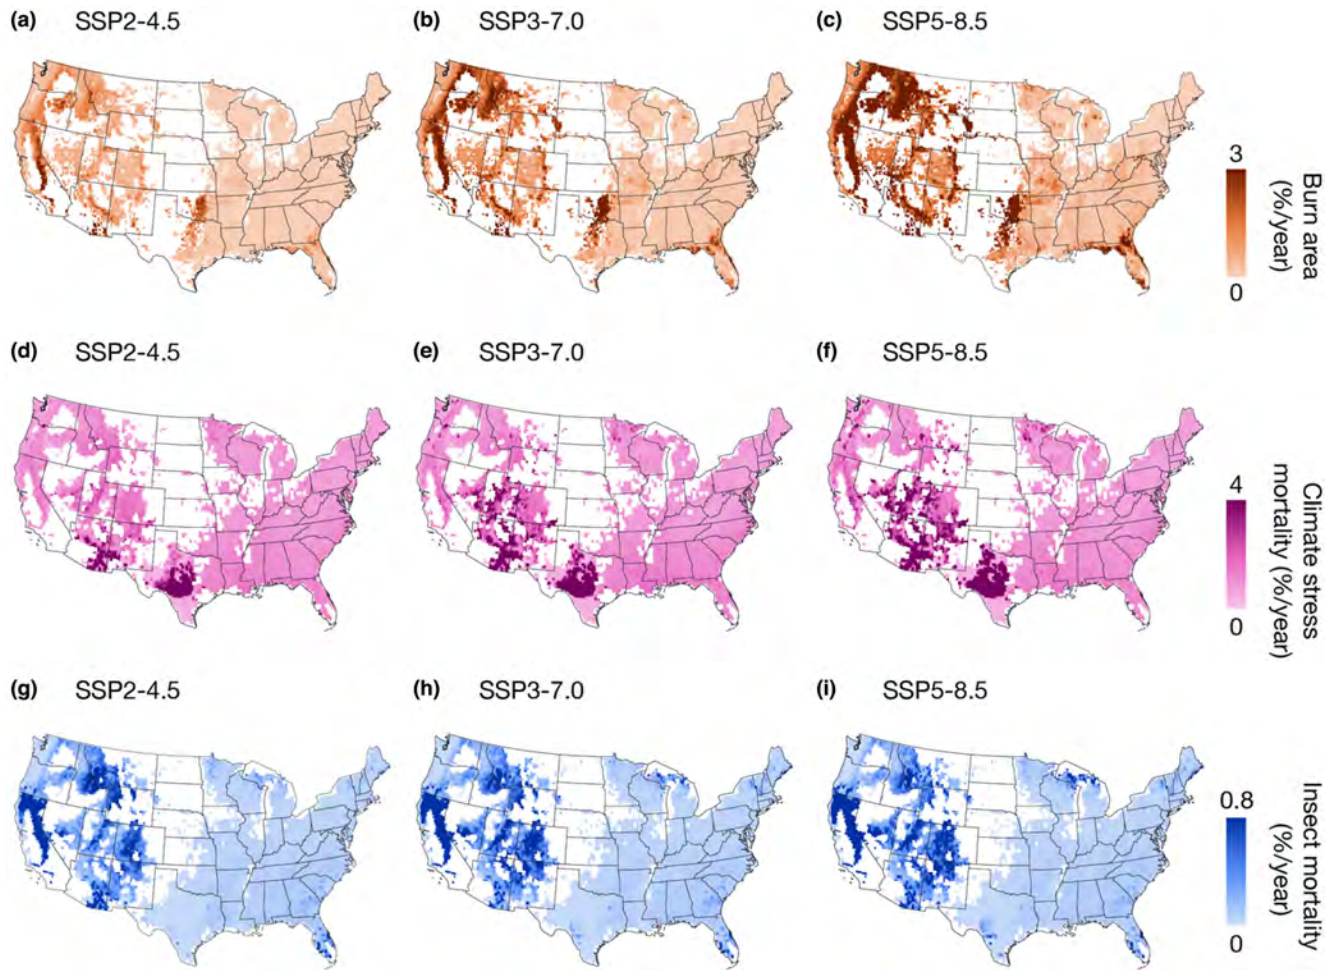 (a) SSP2-4.5
(b) SSP3-7.0
(c) SSP5-8.5
3
0
Burn area
(%/year)
(d) SSP2-4.5
(e) SSP3-7.0
(f) SSP5-8.5
4
0
Climate stress
mortality (%/year)
(g) SSP2-4.5
(h) SSP3-7.0
(i) SSP5-8.5
0.8
0
Insect mortality
(%/year)